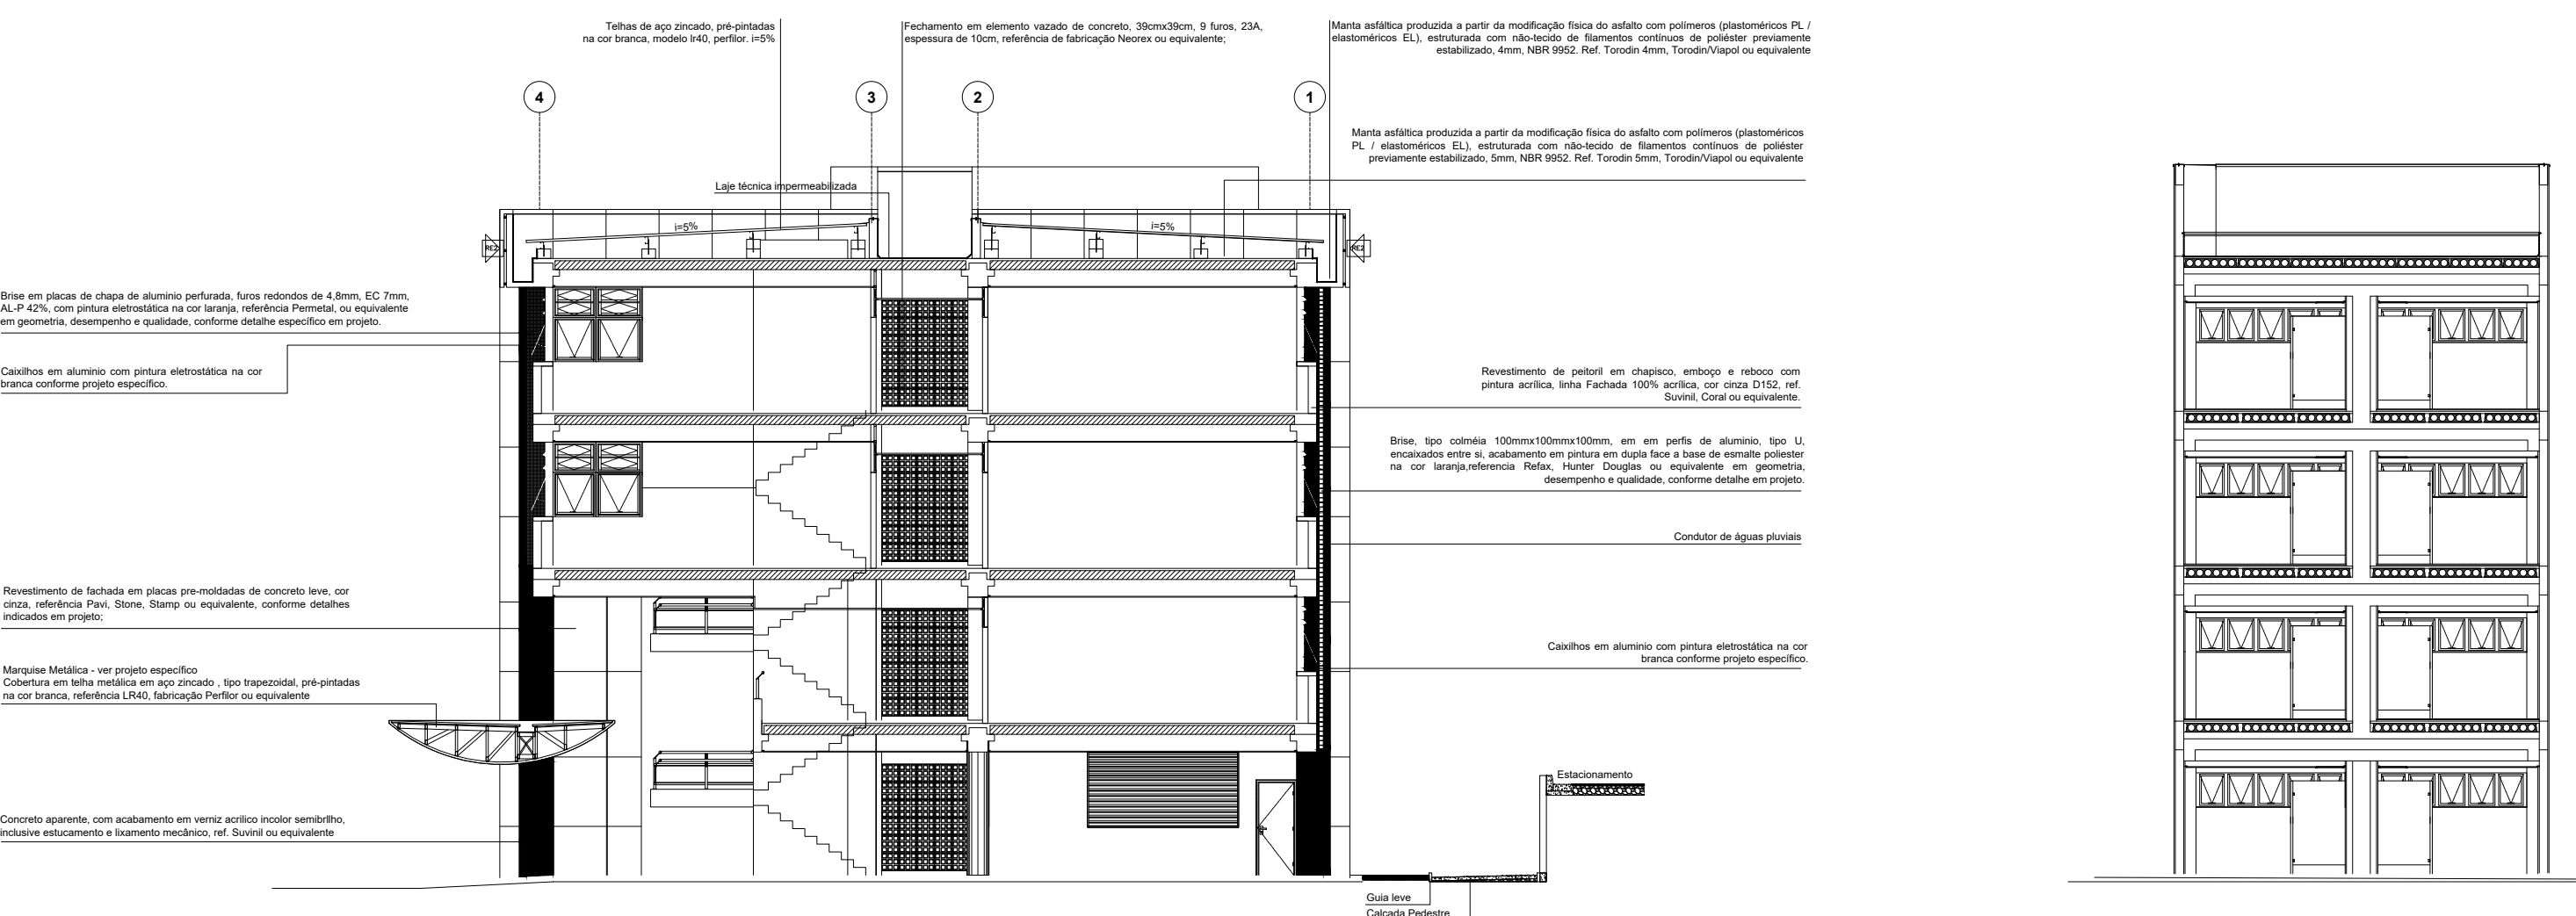 Telhas de aço zincado, pré-pintadas
na cor branca, modelo lr40, perfilor. i=5%
Fechamento em elemento vazado de concreto, 39cmx39cm, 9 furos, 23A,
espessura de 10cm, referência de fabricação Neorex ou equivalente;
Manta asfáltica produzida a partir da modificação física do asfalto com polímeros (plastoméricos PL /
elastoméricos EL), estruturada com não-tecido de filamentos contínuos de poliéster previamente
estabilizado, 4mm, NBR 9952. Ref. Torodin 4mm, Torodin/Viapol ou equivalente
4
3
2
1
Manta asfáltica produzida a partir da modificação física do asfalto com polímeros (plastoméricos
PL / elastoméricos EL), estruturada com não-tecido de filamentos contínuos de poliéster
previamente estabilizado, 5mm, NBR 9952. Ref. Torodin 5mm, Torodin/Viapol ou equivalente
Laje técnica impermeabilizada
i=5%
i=5%
RE2
RE2
Brise em placas de chapa de aluminio perfurada, furos redondos de 4,8mm, EC 7mm,
AL-P 42%, com pintura eletrostática na cor laranja, referência Permetal, ou equivalente
em geometria, desempenho e qualidade, conforme detalhe específico em projeto.
Caixilhos em aluminio com pintura eletrostática na cor
branca conforme projeto específico.
Revestimento de peitoril em chapisco, emboço e reboco com
pintura acrílica, linha Fachada 100% acrílica, cor cinza D152, ref.
Suvinil, Coral ou equivalente.
Brise, tipo colméia 100mmx100mmx100mm, em em perfis de aluminio, tipo U,
encaixados entre si, acabamento em pintura em dupla face a base de esmalte poliester
na cor laranja,referencia Refax, Hunter Douglas ou equivalente em geometria,
desempenho e qualidade, conforme detalhe em projeto.
Condutor de águas pluviais
Revestimento de fachada em placas pre-moldadas de concreto leve, cor
cinza, referência Pavi, Stone, Stamp ou equivalente, conforme detalhes
indicados em projeto;
Caixilhos em aluminio com pintura eletrostática na cor
branca conforme projeto específico.
Marquise Metálica - ver projeto específico
Cobertura em telha metálica em aço zincado , tipo trapezoidal, pré-pintadas
na cor branca, referência LR40, fabricação Perfilor ou equivalente
Estacionamento
Concreto aparente, com acabamento em verniz acrilico incolor semibrllho,
inclusive estucamento e lixamento mecânico, ref. Suvinil ou equivalente
Guia leve
Calçada Pedestre